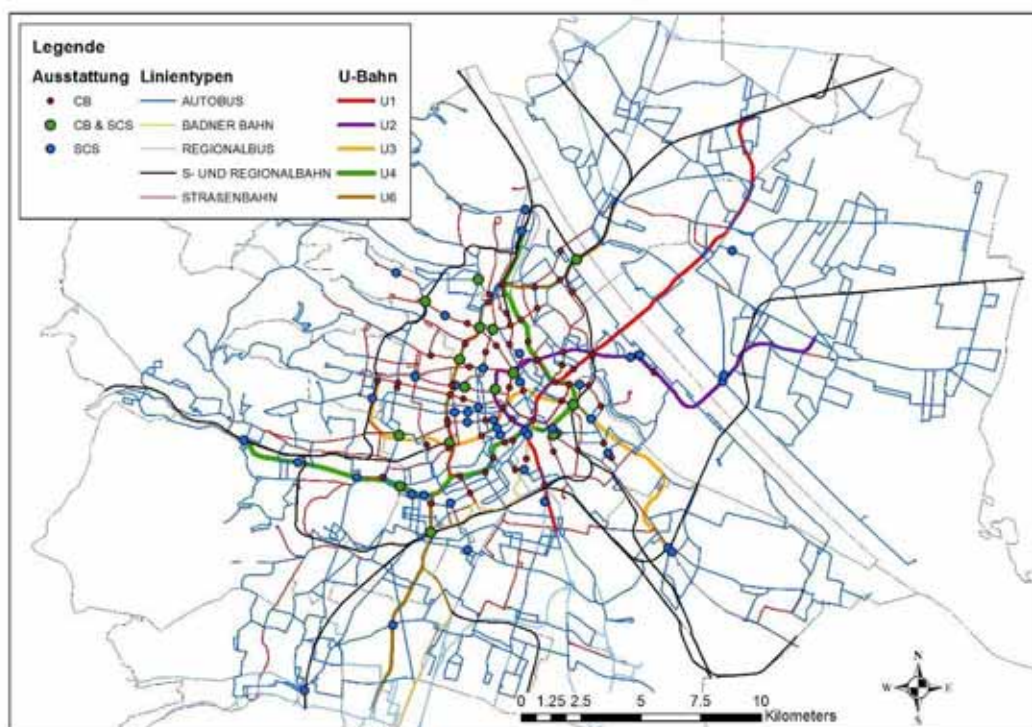 Legende
Ausstattung Linientypen U-Bahn
CB AUTOBUS U1
CB & SCS BADNER BAHN U2
SCS REGIONALBUS U3
S- UND REGIONALBAHN U4
STRAßENBAHN U6
N
W E
S
0 1.25 2.5 5 7.5 10
Kilometers